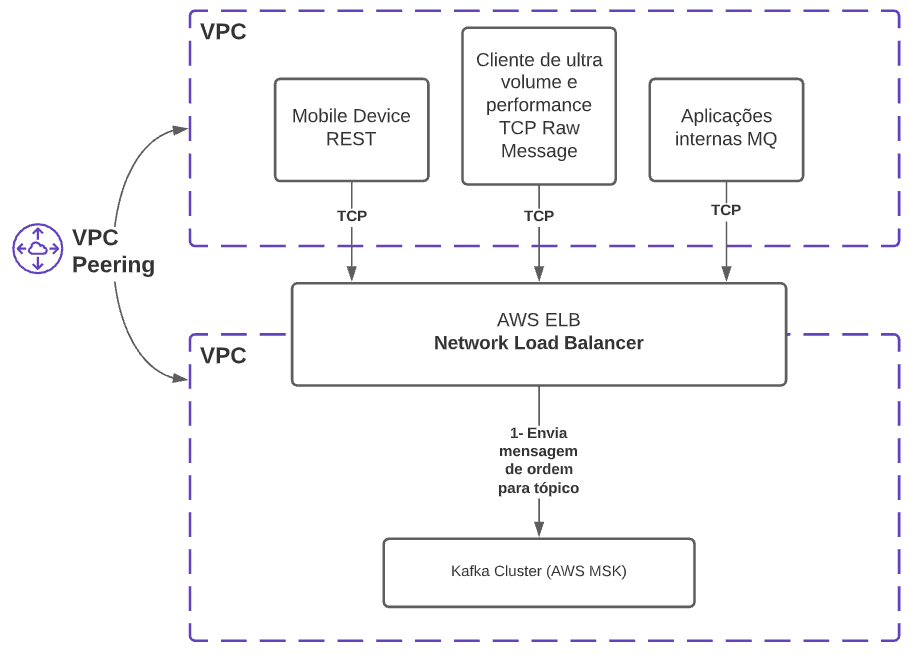 VPC
Mobile Device
REST
Cliente de ultra
volume e
performance
TCP Raw
Message
Aplicações
internas MQ
TCP
TCP
TCP
VPC
Peering
AWS ELB
Network Load Balancer
VPC
1- Envia
mensagem
de ordem
para tópico
Kafka Cluster (AWS MSK)